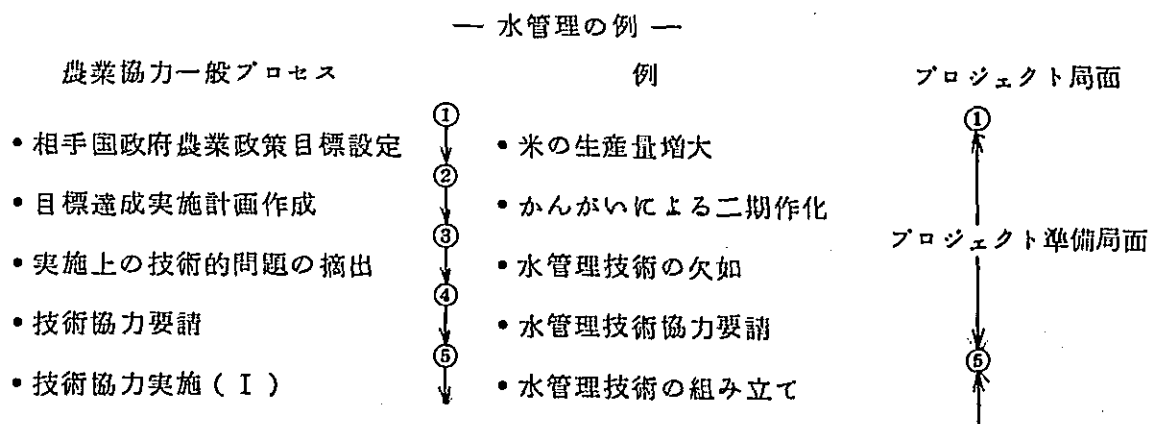 ― 水管理の例 ―
農業協力一般プロセス 例 プロジェクト局面
① ①
• 相手国政府農業政策目標設定 • 米の生産量増大
②
• 目標達成実施計画作成 • かんがいによる二期作化
③ プロジェクト準備局面
• 実施上の技術的問題の摘出 • 水管理技術の欠如
④
• 技術協力要請 • 水管理技術協力要請
⑤ ⑤
• 技術協力実施(Ⅰ) • 水管理技術の組み立て